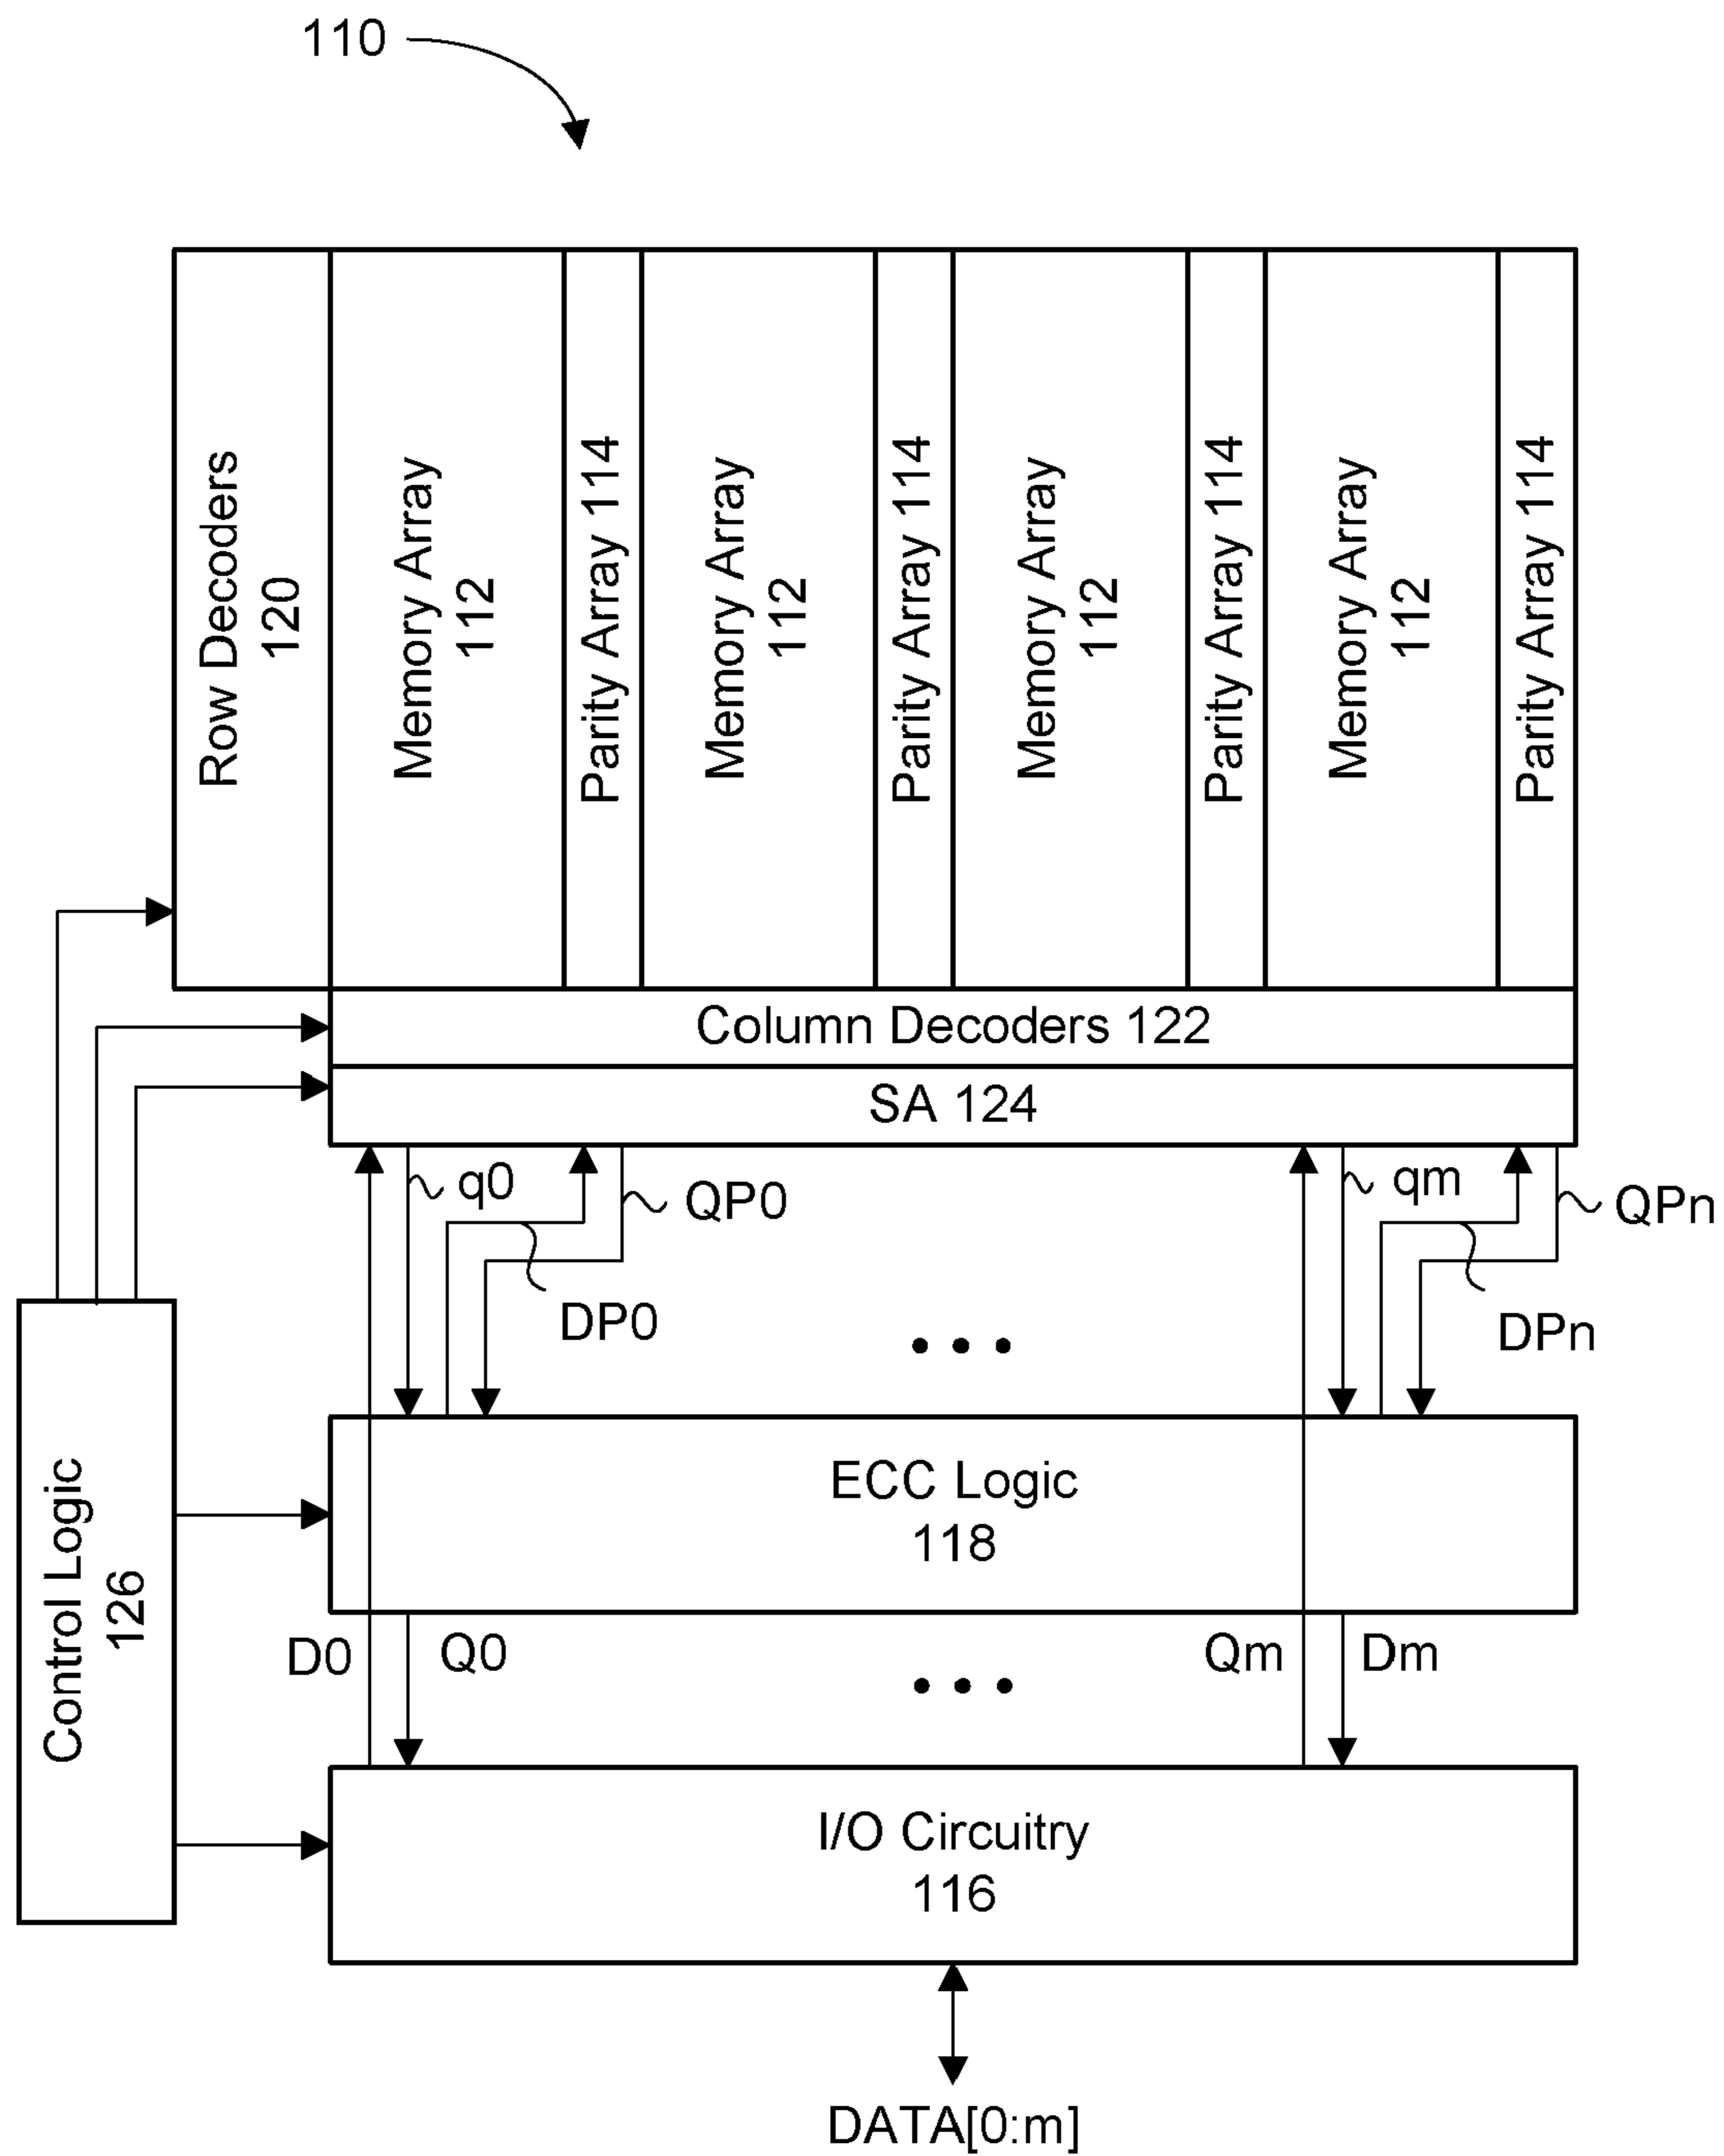 110
Row Decoders
120
Memory Array
112
Parity Array 114
Memory Array
112
Parity Array 114
Memory Array
112
Parity Array 114
Memory Array
112
Parity Array 114
Column Decoders 122
SA 124
q0
QP0
DP0
qm
QPn
DPn
Control Logic
126
ECC Logic
118
D0
Q0
Qm
Dm
I/O Circuitry
116
DATA[0:m]